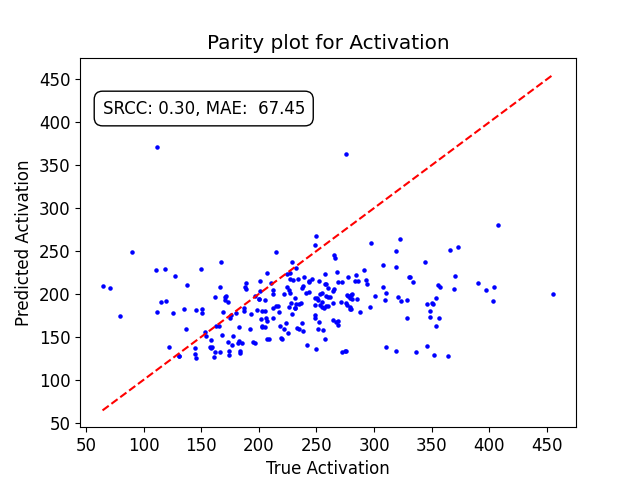 Parity plot for Activation
SRCC: 0.30, MAE:  67.45
Predicted Activation
450
400
350
300
250
200
150
100
50
50 100 150 200 250 300 350 400 450
True Activation